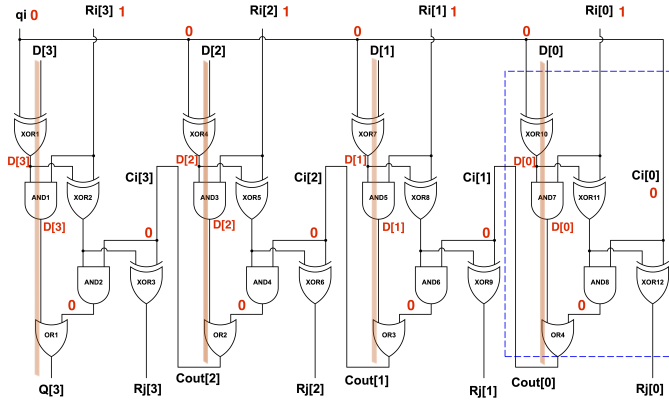 qi 0 Ri[3] 1 Ri[2] 1 Ri[1] 1 Ri[0] 1
D[3] 0 D[2] 0 D[1] 0 D[0]
XOR1 XOR4 XOR7 XOR10
D[3] D[2] D[1] D[0]
Ci[3] Ci[2] Ci[1] Ci[0]
AND1 XOR2 AND3 XOR5 AND5 XOR8 AND7 XOR11 0
D[3] 0 D[2] 0 D[1] 0 D[0]
AND2 XOR3 AND4 XOR6 AND6 XOR9 AND8 XOR12
0 0 0 0
OR1 OR2 OR3 OR4
Q[3] Rj[3] Cout[2] Rj[2] Cout[1] Rj[1] Cout[0] Rj[0]